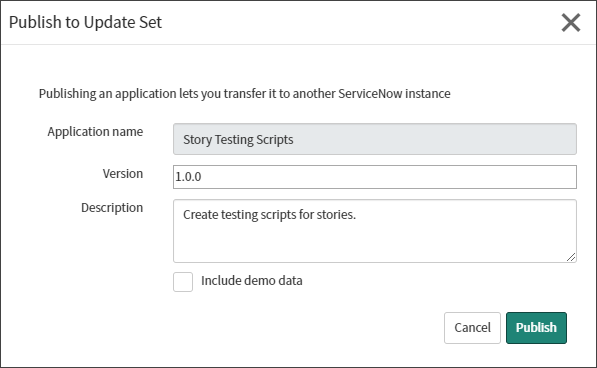 Publish to Update Set
Publishing an application lets you transfer it to another ServiceNow instance
Application name
Story Testing Scripts
Version
1.0.0
Description
Create testing scripts for stories.
Include demo data
Cancel
Publish